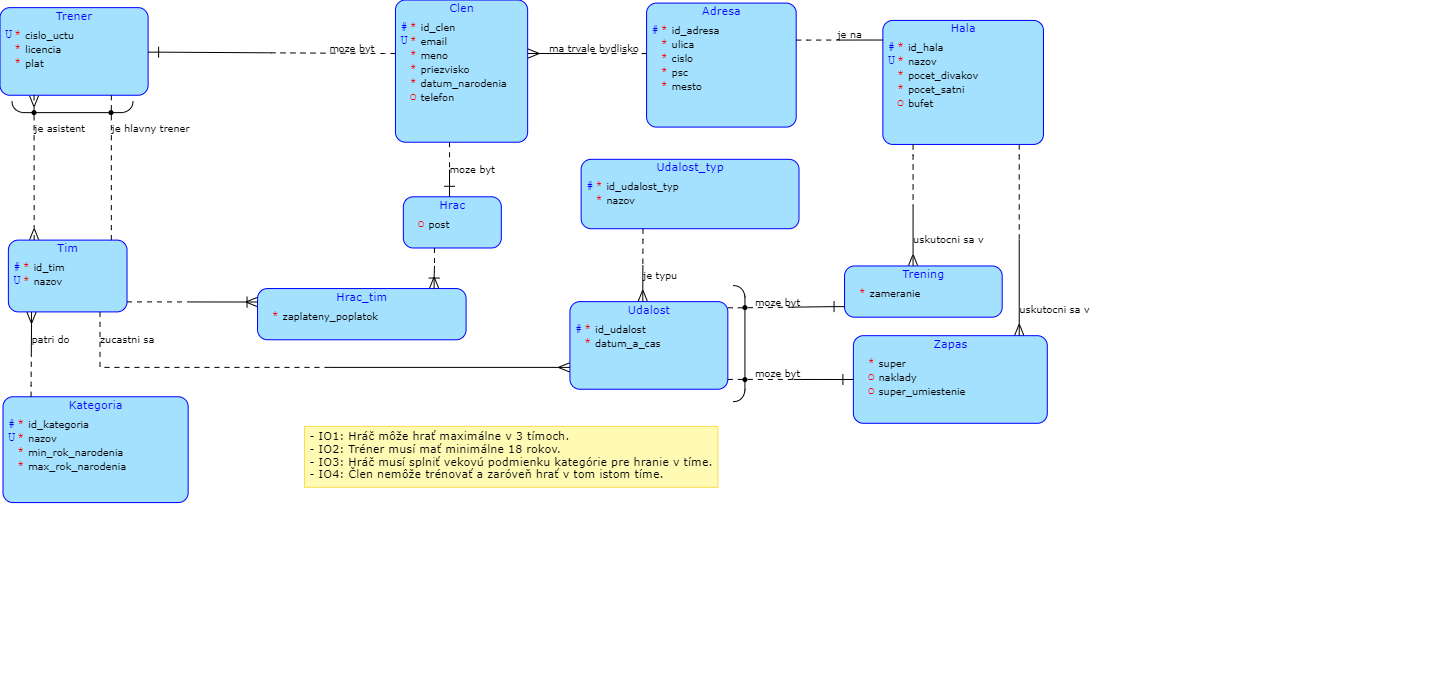 Trener
U * cislo_uctu
* licencia
* plat
moze byt
Clen
# * id_clen
U * email
* meno
* priezvisko
* datum_narodenia
o telefon
ma trvale bydlisko
Adresa
# * id_adresa
* ulica
* cislo
* psc
* mesto
je na
Hala
# * id_hala
U * nazov
* pocet_divakov
* pocet_satni
o bufet
je asistent
je hlavny trener
moze byt
Udalost_typ
# * id_udalost_typ
* nazov
Hrac
o post
Tim
# * id_tim
U * nazov
uskutocni sa v
je typu
Trening
* zameranie
Hrac_tim
* zaplateny_poplatok
moze byt
Udalost
# * id_udalost
* datum_a_cas
uskutocni sa v
patri do
zucastni sa
Zapas
* super
o naklady
o super_umiestenie
moze byt
Kategoria
# * id_kategoria
U * nazov
* min_rok_narodenia
* max_rok_narodenia
- IO1: Hráč môže hrať maximálne v 3 tímoch.
- IO2: Tréner musí mať minimálne 18 rokov.
- IO3: Hráč musí splniť vekovú podmienku kategórie pre hranie v tíme.
- IO4: Člen nemôže trénovať a zaróveň hrať v tom istom tíme.